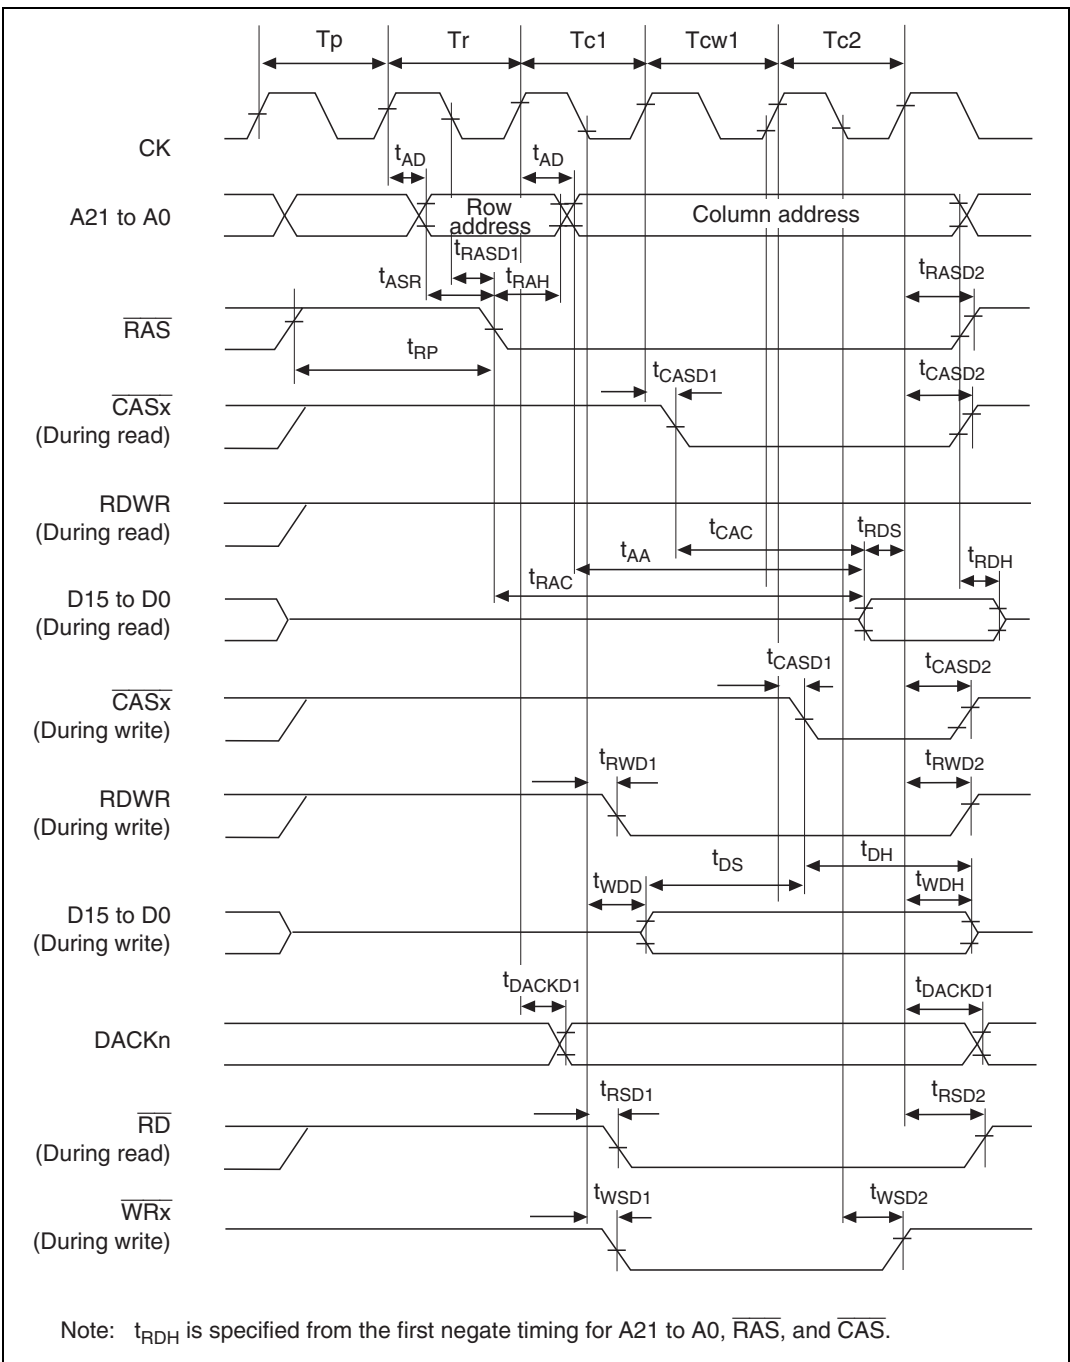 Tp Tr Tc1 Tcw1 Tc2
CK
tAD tAD
A21 to A0 Row address Column address
tRASD1
tASR tRAH tRASD2
RAS
tRP
tCASD1 tCASD2
CASx
(During read)
RDWR
(During read)
tCAC tRDS
tAA tRDH
tRAC
D15 to D0
(During read)
tCASD1 tCASD2
CASx
(During write)
tRWD1 tRWD2
RDWR
(During write)
tDS tDH
tWDD tWDH
D15 to D0
(During write)
tDACKD1 tDACKD1
DACKn
tRSD1 tRSD2
RD
(During read)
tWSD1 tWSD2
WRx
(During write)
Note: tRDH is specified from the first negate timing for A21 to A0, RAS, and CAS.